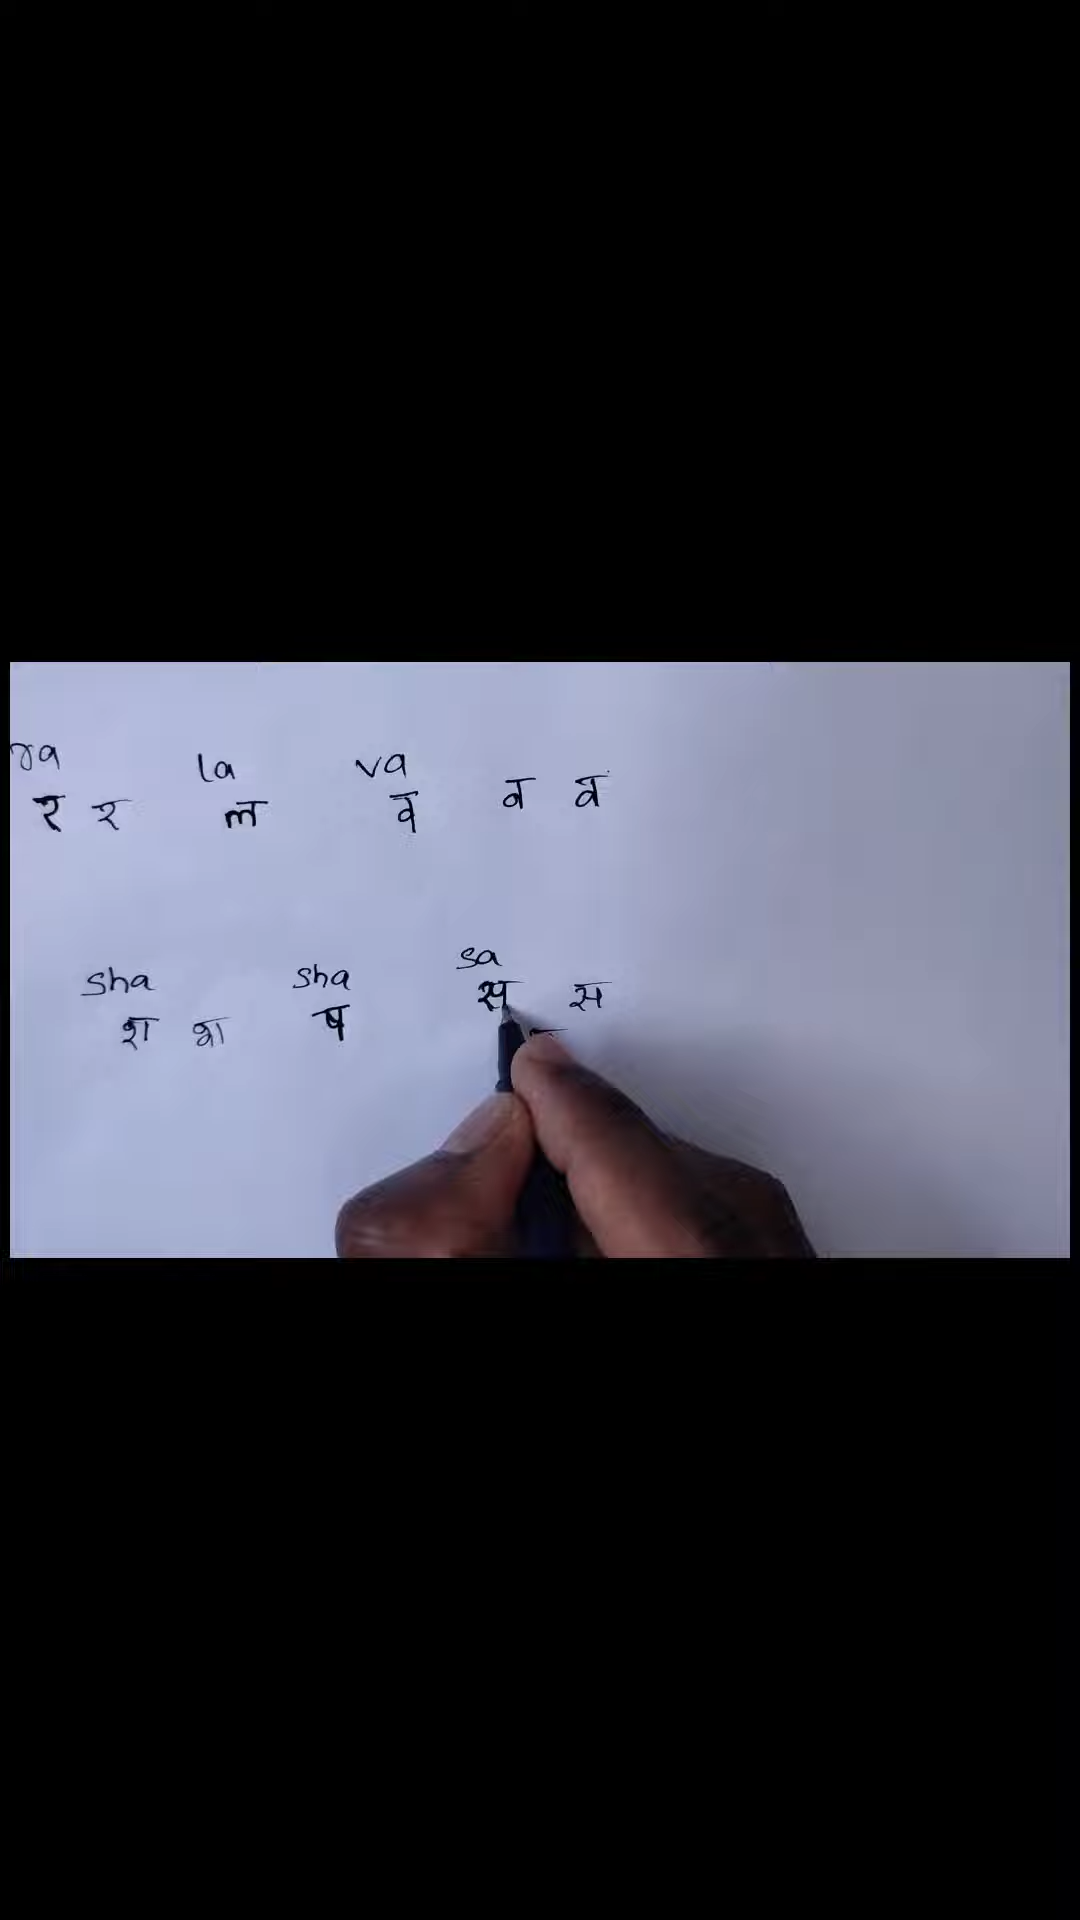 ra la va
र र ल व व व
sha sha sa
श श ष स स